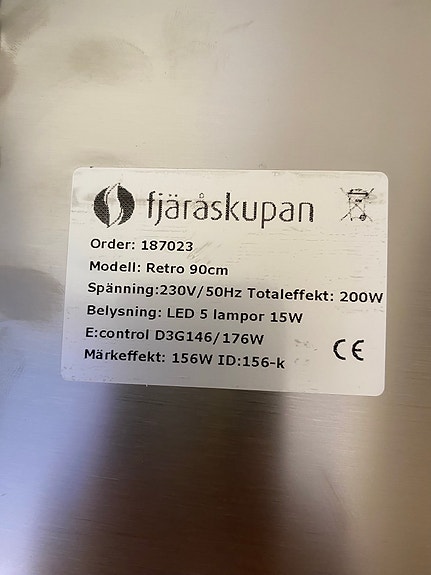 fjäråskupan
Order: 187023
Modell: Retro 90cm
Spänning:230V/50Hz Totaleffekt: 200W
Belysning: LED 5 lampor 15W
E:control D3G146/176W
Märkeffekt: 156W ID:156-k
CE